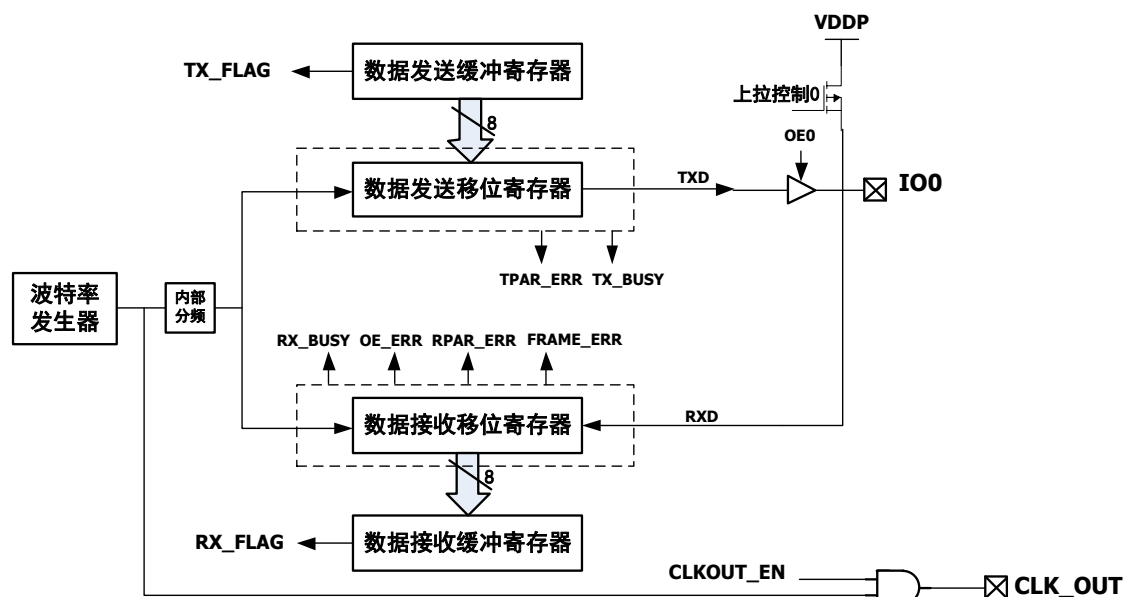 VDDP
TX_FLAG
数据发送缓冲寄存器
上拉控制0
8
OE0
数据发送移位寄存器
TXD
IO0
TPAR_ERR
TX_BUSY
波特率
发生器
内部
分频
RX_BUSY
OE_ERR
RPAR_ERR
FRAME_ERR
数据接收移位寄存器
RXD
8
RX_FLAG
数据接收缓冲寄存器
CLKOUT_EN
CLK_OUT